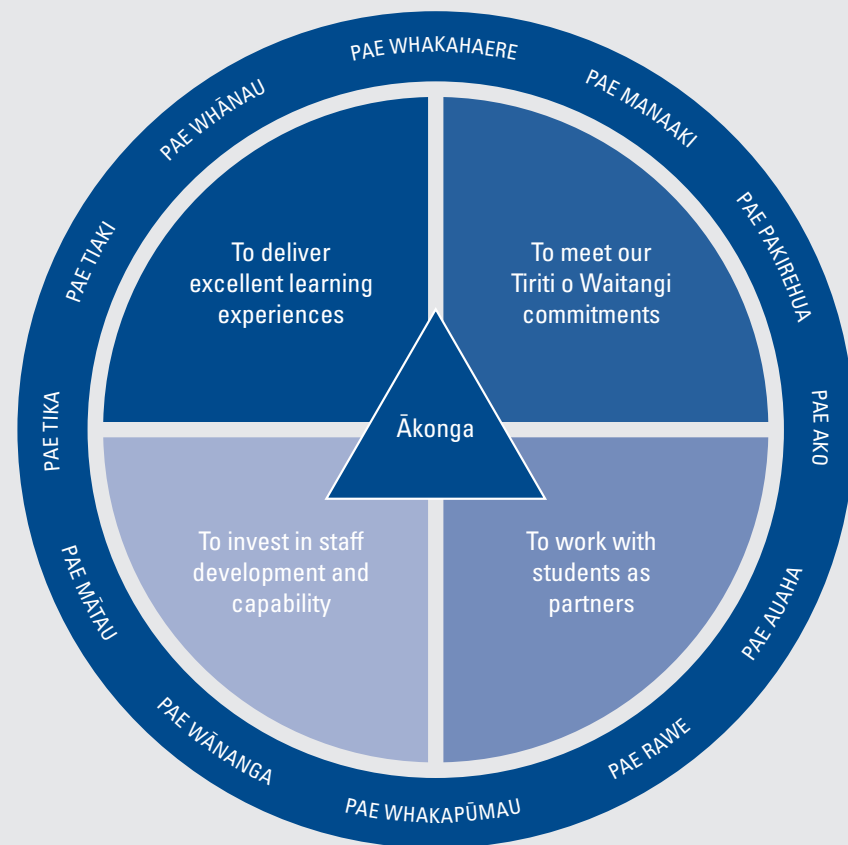 PAE WHAKAHAERE
PAE MANAAKI
PAE PAKIREHUA
PAE AKO
PAE AUAHA
PAE RAWE
PAE WHAKAPŪMAU
PAE WĀNANGA
PAE MĀTAU
PAE TIKA
PAE TIAKI
PAE WHĀNAU
To deliver
excellent learning
experiences
To meet our
Tiriti o Waitangi
commitments
Ākonga
To invest in staff
development and
capability
To work with
students as
partners